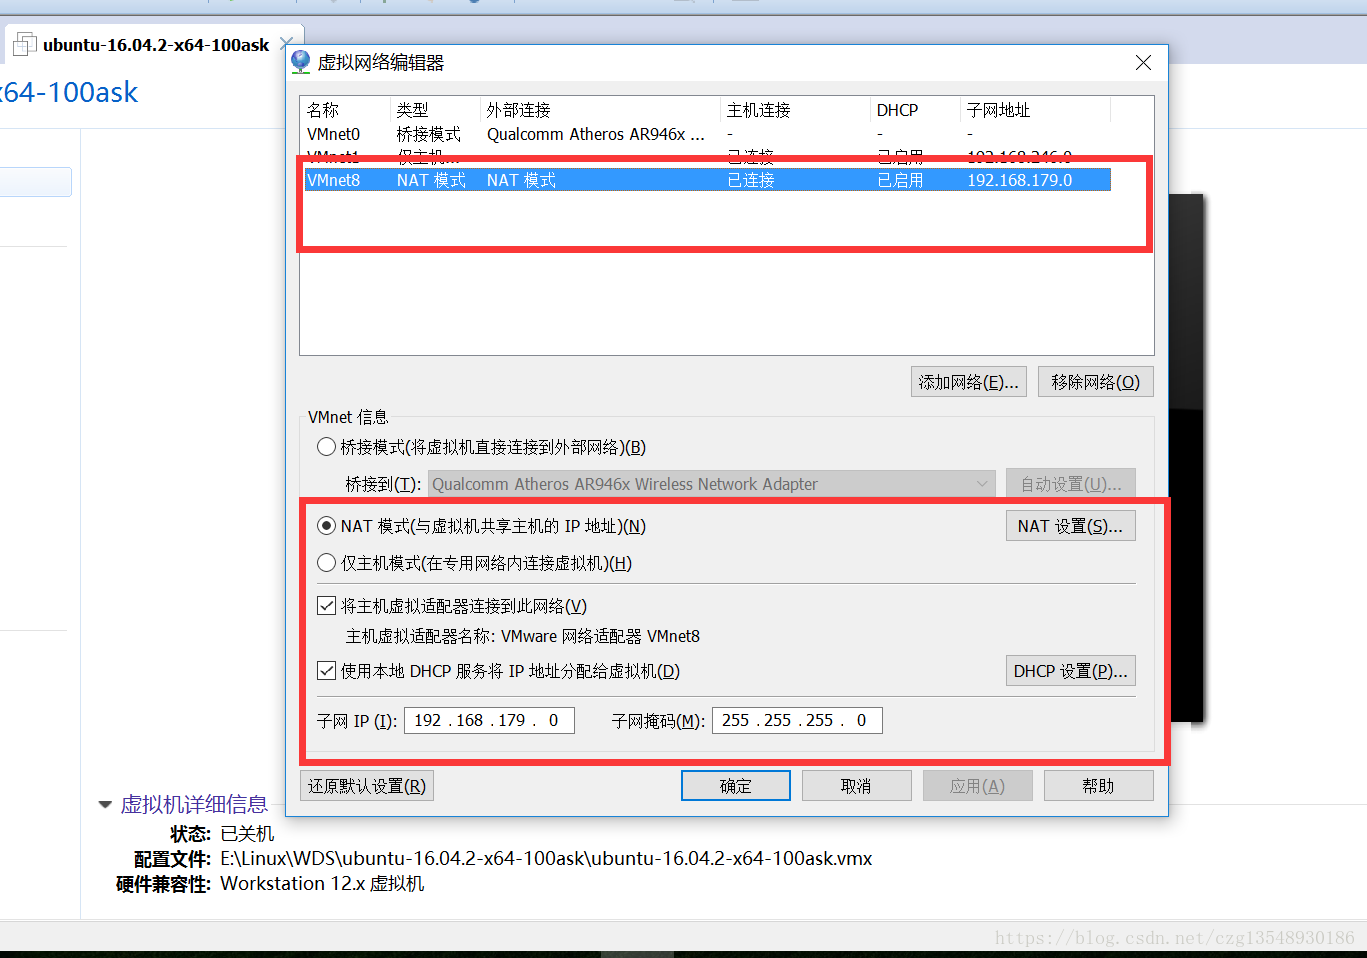 ubuntu-16.04.2-x64-100ask
x64-100ask
虚拟网络编辑器
名称 类型 外部连接 主机连接 DHCP 子网地址
VMnet0 桥接模式 Qualcomm Atheros AR946x ... - - -
VMnet1 仅主机... 已连接 已启用 192.168.246.0
VMnet8 NAT 模式 NAT 模式 已连接 已启用 192.168.179.0
添加网络(E)... 移除网络(O)
VMnet 信息
桥接模式(将虚拟机直接连接到外部网络)(B)
桥接到(T): Qualcomm Atheros AR946x Wireless Network Adapter 自动设置(U)...
NAT 模式(与虚拟机共享主机的 IP 地址)(N) NAT 设置(S)...
仅主机模式(在专用网络内连接虚拟机)(H)
将主机虚拟适配器连接到此网络(V)
主机虚拟适配器名称: VMware 网络适配器 VMnet8
使用本地 DHCP 服务将 IP 地址分配给虚拟机(D) DHCP 设置(P)...
子网 IP (I): 192 . 168 . 179 . 0 子网掩码(M): 255 . 255 . 255 . 0
还原默认设置(R) 确定 取消 应用(A) 帮助
虚拟机详细信息
状态: 已关机
配置文件: E:\Linux\WDS\ubuntu-16.04.2-x64-100ask\ubuntu-16.04.2-x64-100ask.vmx
硬件兼容性: Workstation 12.x 虚拟机
https://blog.csdn.net/czg13548930186